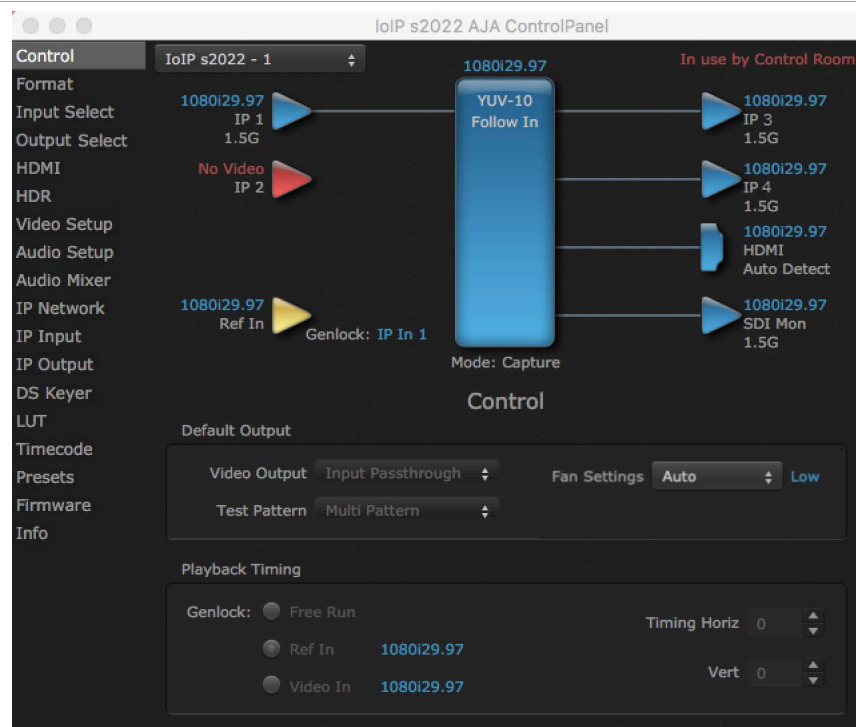 IoIP s2022 AJA ControlPanel
Control
Format
Input Select
Output Select
HDMI
HDR
Video Setup
Audio Setup
Audio Mixer
IP Network
IP Input
IP Output
DS Keyer
LUT
Timecode
Presets
Firmware
Info
IoIP s2022 - 1
1080i29.97
In use by Control Room
1080i29.97
IP 1
1.5G
YUV-10
Follow In
1080i29.97
IP 3
1.5G
No Video
IP 2
1080i29.97
IP 4
1.5G
1080i29.97
HDMI
Auto Detect
1080i29.97
Ref In
Genlock: IP In 1
1080i29.97
SDI Mon
1.5G
Mode: Capture
Control
Default Output
Video Output Input Passthrough
Fan Settings Auto Low
Test Pattern Multi Pattern
Playback Timing
Genlock: Free Run
Timing Horiz 0
Ref In 1080i29.97
Vert 0
Video In 1080i29.97